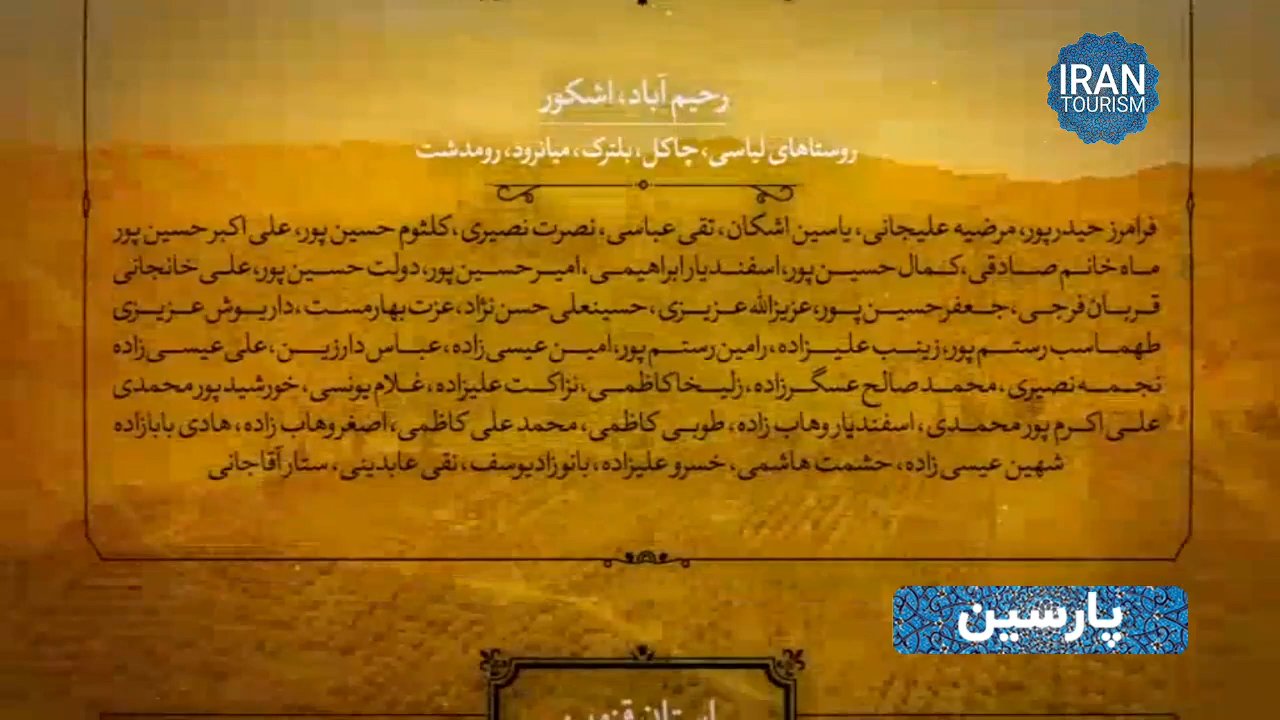 IRAN
TOURISM
رحیم آباد، اشکور
روستاهای لیاسی، چاکل، بلترک، میانرود، رومدشت
فرامرز حیدرپور، مرضیه علیجانی، یاسین اشکان، تقی عباسی، نصرت نصیری، کلثوم حسین پور، علی اکبر حسین پور
ماه خانم صادقی، کمال حسین پور، اسفندیار ابراهیمی، امیر حسین پور، دولت حسین پور، علی خانجانی
قربان فرجی، جعفر حسین پور، عزیزالله عزیزی، حسینعلی حسن نژاد، عزت بهارمست، داریوش عزیزی
طهماسب رستم پور، زینب علیزاده، رامین رستم پور، امین عیسی زاده، عباس دارزین، علی عیسی زاده
نجمه نصیری، محمد صالح عسگرزاده، زلیخا کاظمی، نزاکت علیزاده، غلام یونسی، خورشید پور محمدی
علی اکرم پور محمدی، اسفندیار وهاب زاده، طوبی کاظمی، محمد علی کاظمی، اصغر وهاب زاده، هادی بابازاده
شهین عیسی زاده، حشمت هاشمی، خسرو علیزاده، بانو زادیوسف، نقی عابدینی، ستار آقاجانی
پارسین
استان قزوین